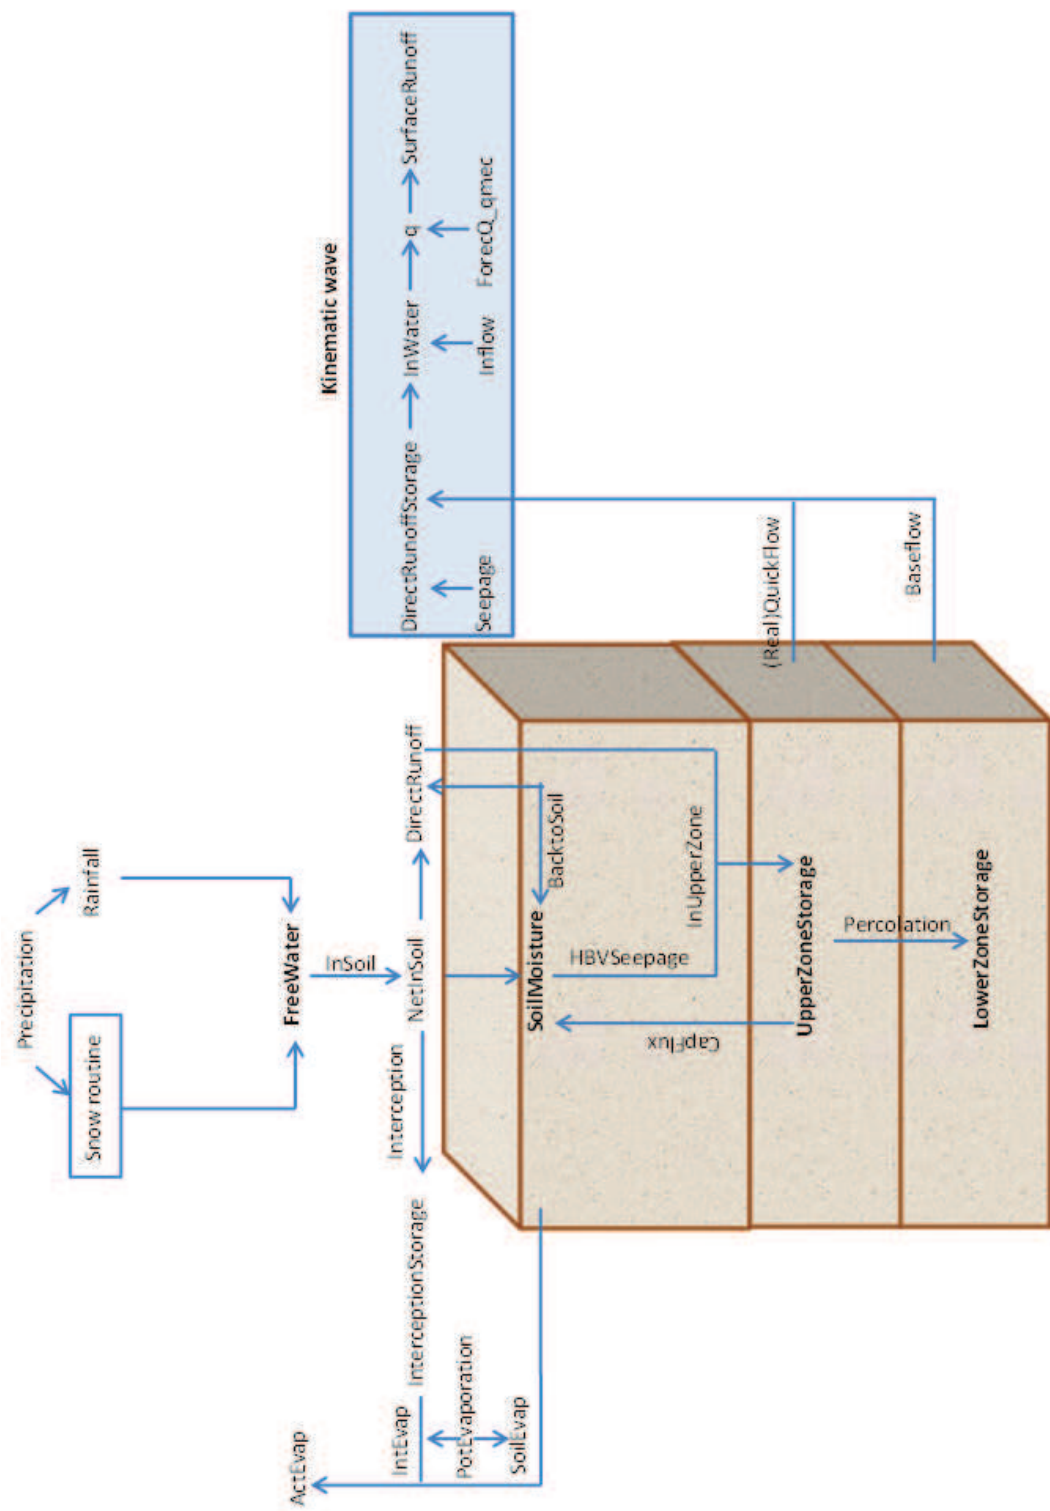 Precipitation
Snow routine
Rainfall
FreeWater
InSoil
Kinematic wave
ActEvap
IntEvap
InterceptionStorage
Interception
NetInSoil
DirectRunoff
DirectRunoffStorage
InWater
q
SurfaceRunoff
PotEvaporation
Seepage
Inflow
ForecQ_qmec
SoilEvap
SoilMoisture
BacktoSoil
HBVSeepage
CapFlux
InUpperZone
(Real)QuickFlow
UpperZoneStorage
Percolation
Baseflow
LowerZoneStorage